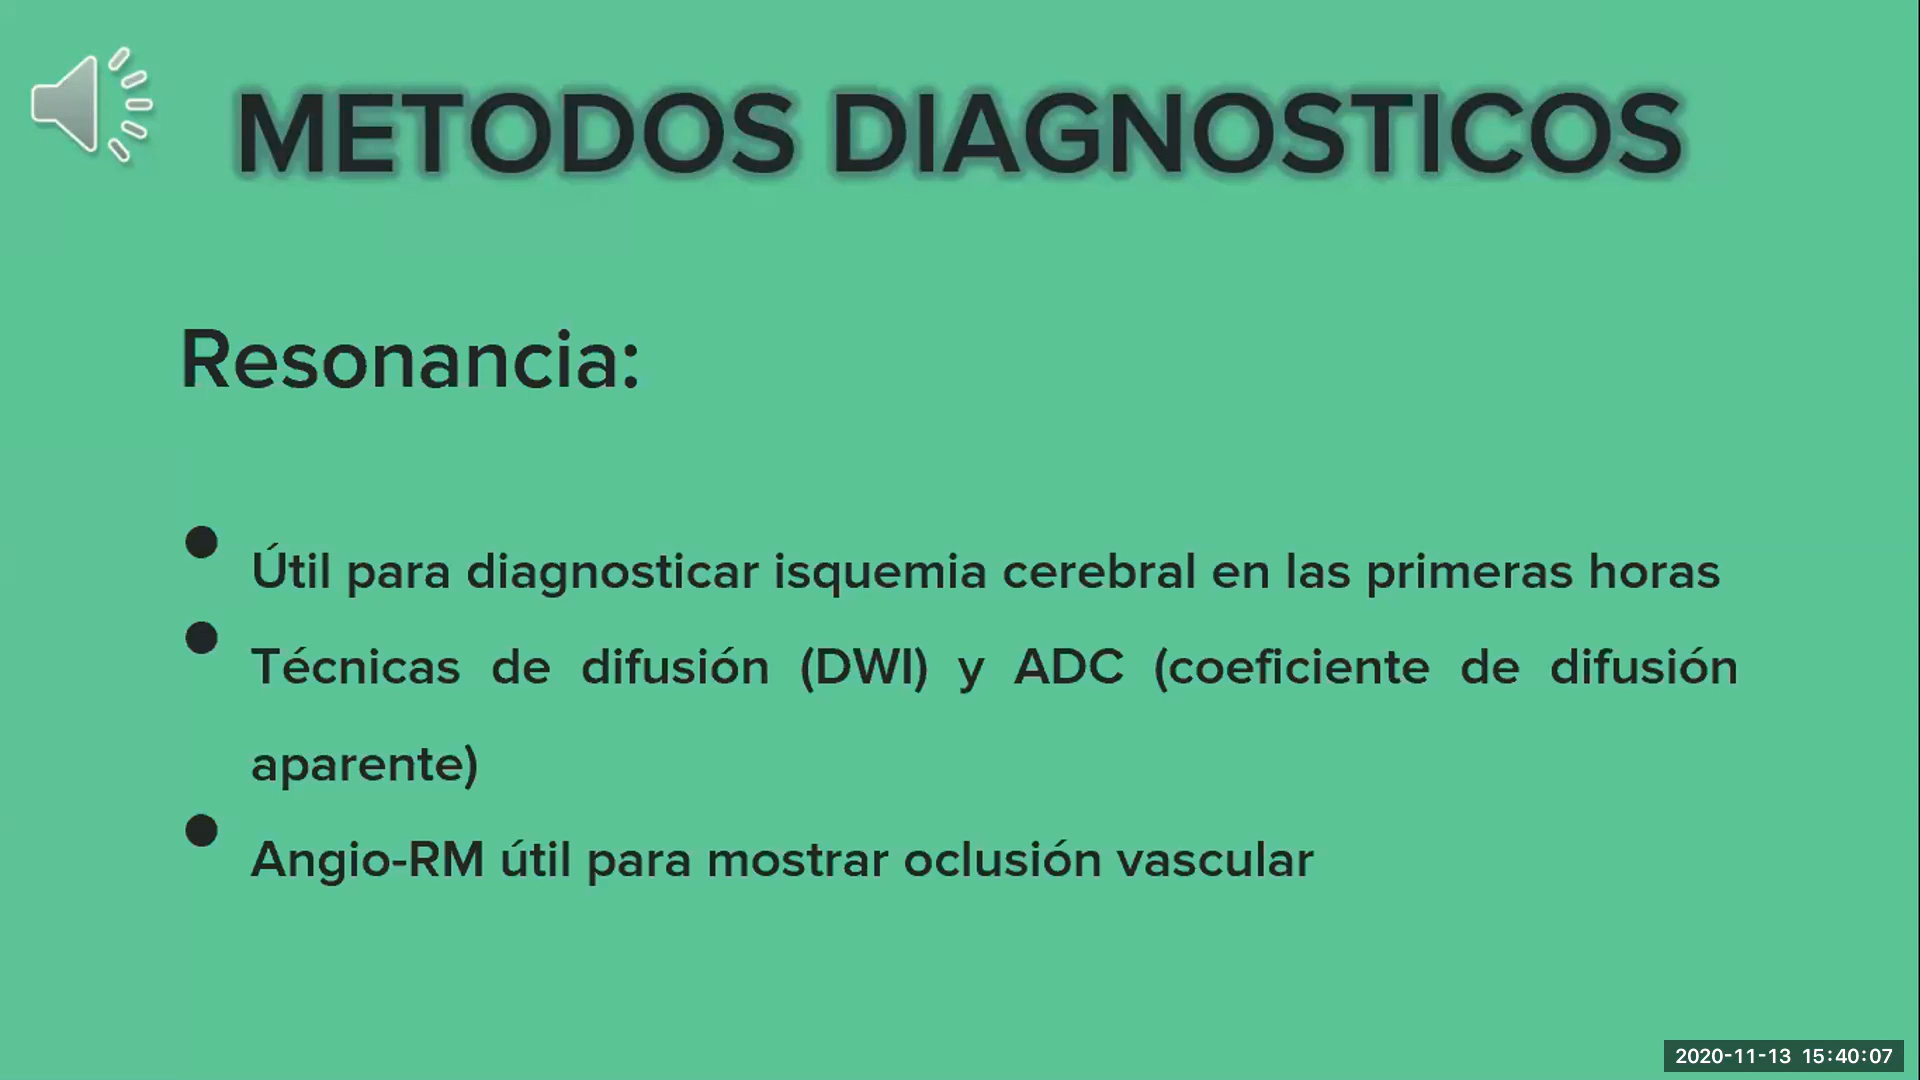 METODOS DIAGNOSTICOS
Resonancia:
• Útil para diagnosticar isquemia cerebral en las primeras horas
• Técnicas de difusión (DWI) y ADC (coeficiente de difusión
aparente)
• Angio-RM útil para mostrar oclusión vascular
2020-11-13 15:40:07